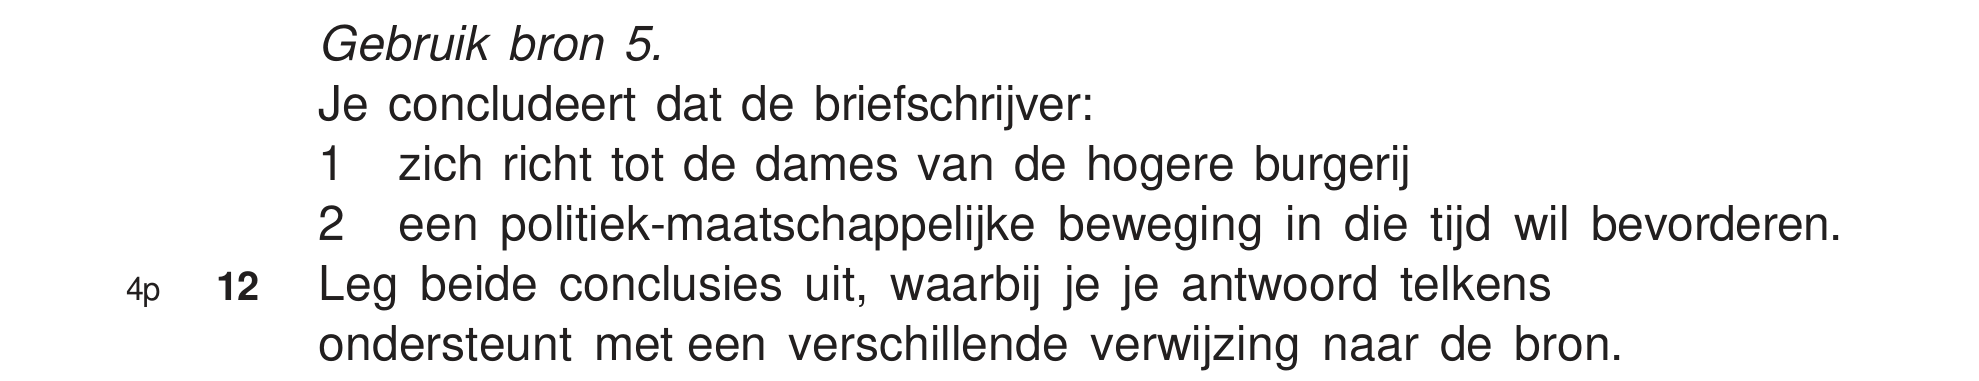 Gebruik bron 5.
Je concludeert dat de briefschrijver:
1 zich richt tot de dames van de hogere burgerij
2 een politiek-maatschappelijke beweging in die tijd wil bevorderen.
4p 12 Leg beide conclusies uit, waarbij je je antwoord telkens
ondersteunt met een verschillende verwijzing naar de bron.